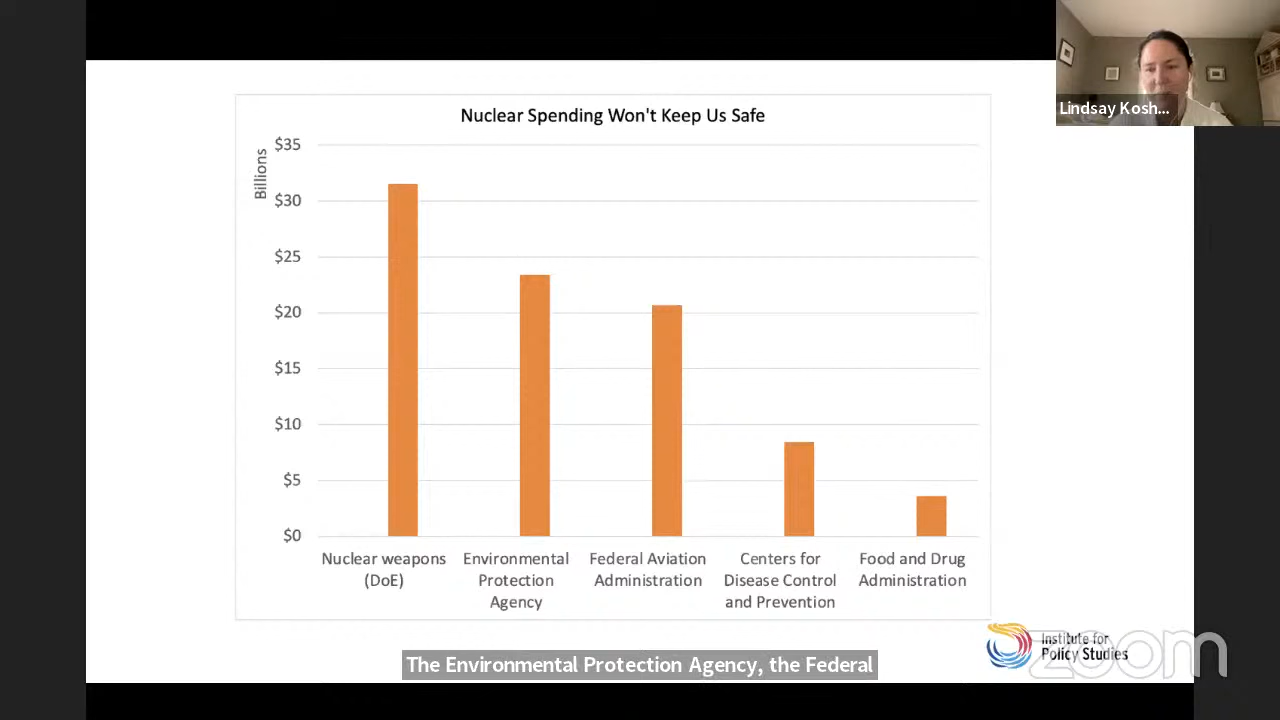 Lindsay Kosh...
Nuclear Spending Won't Keep Us Safe
Billions
$35
$30
$25
$20
$15
$10
$5
$0
Nuclear weapons
(DoE)
Environmental
Protection
Agency
Federal Aviation
Administration
Centers for
Disease Control
and Prevention
Food and Drug
Administration
Institute for
Policy Studies
zoom
The Environmental Protection Agency, the Federal